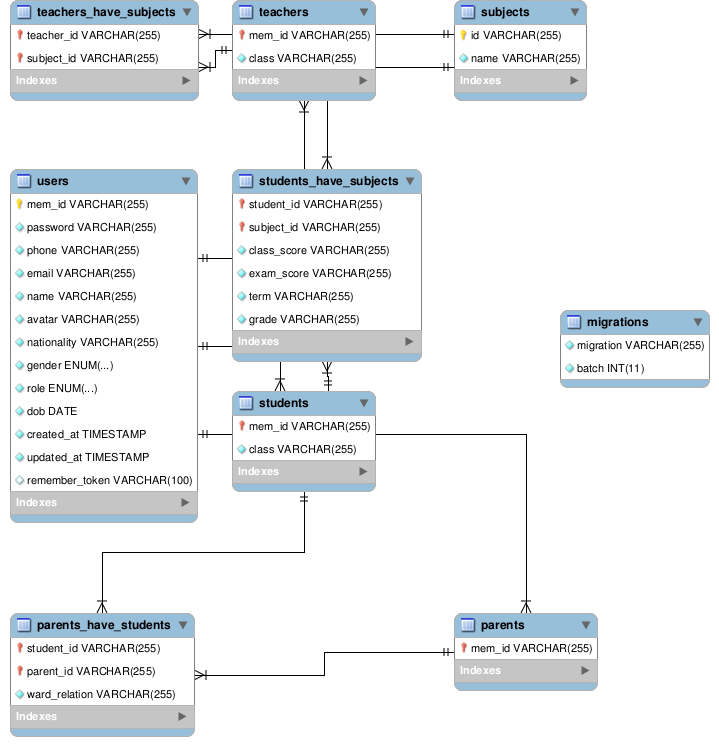 teachers_have_subjects
teacher_id VARCHAR(255)
subject_id VARCHAR(255)
Indexes
teachers
mem_id VARCHAR(255)
class VARCHAR(255)
Indexes
subjects
id VARCHAR(255)
name VARCHAR(255)
Indexes
users
mem_id VARCHAR(255)
password VARCHAR(255)
phone VARCHAR(255)
email VARCHAR(255)
name VARCHAR(255)
avatar VARCHAR(255)
nationality VARCHAR(255)
gender ENUM(...)
role ENUM(...)
dob DATE
created_at TIMESTAMP
updated_at TIMESTAMP
remember_token VARCHAR(100)
Indexes
students_have_subjects
student_id VARCHAR(255)
subject_id VARCHAR(255)
class_score VARCHAR(255)
exam_score VARCHAR(255)
term VARCHAR(255)
grade VARCHAR(255)
Indexes
migrations
migration VARCHAR(255)
batch INT(11)
students
mem_id VARCHAR(255)
class VARCHAR(255)
Indexes
parents_have_students
student_id VARCHAR(255)
parent_id VARCHAR(255)
ward_relation VARCHAR(255)
Indexes
parents
mem_id VARCHAR(255)
Indexes